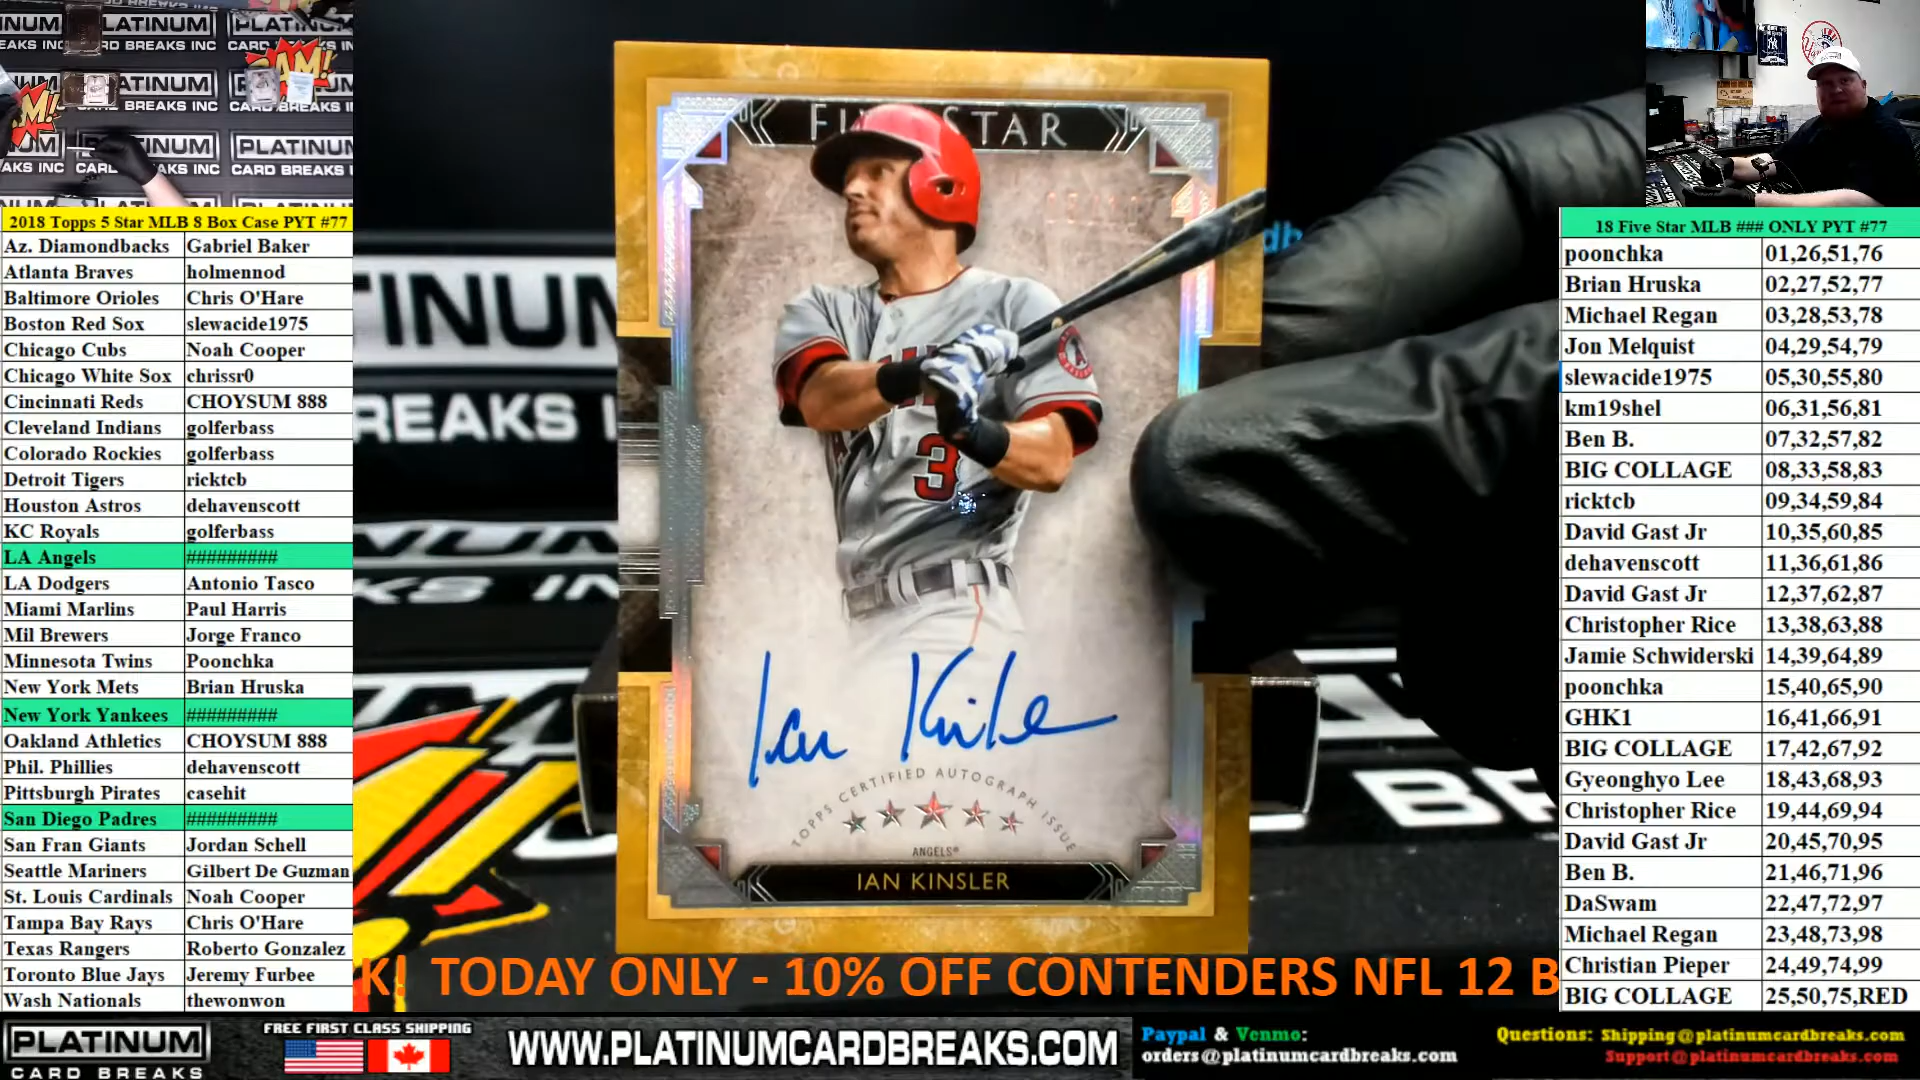 2018 Topps 5 Star MLB 8 Box Case PYT #77
Az. Diamondbacks Gabriel Baker
Atlanta Braves holmennod
Baltimore Orioles Chris O'Hare
Boston Red Sox slewacide1975
Chicago Cubs Noah Cooper
Chicago White Sox chrissr0
Cincinnati Reds CHOYSUM 888
Cleveland Indians golferbass
Colorado Rockies golferbass
Detroit Tigers ricktcb
Houston Astros dehavenscott
KC Royals golferbass
LA Angels #########
LA Dodgers Antonio Tasco
Miami Marlins Paul Harris
Mil Brewers Jorge Franco
Minnesota Twins Poonchka
New York Mets Brian Hruska
New York Yankees #########
Oakland Athletics CHOYSUM 888
Phil. Phillies dehavenscott
Pittsburgh Pirates casehit
San Diego Padres #########
San Fran Giants Jordan Schell
Seattle Mariners Gilbert De Guzman
St. Louis Cardinals Noah Cooper
Tampa Bay Rays Chris O'Hare
Texas Rangers Roberto Gonzalez
Toronto Blue Jays Jeremy Furbee
Wash Nationals thewonwon
STAR
3
Ian Kinsler
TOPPS CERTIFIED AUTOGRAPH ISSUE
ANGELS®
IAN KINSLER
18 Five Star MLB ### ONLY PYT #77
poonchka 01,26,51,76
Brian Hruska 02,27,52,77
Michael Regan 03,28,53,78
Jon Melquist 04,29,54,79
slewacide1975 05,30,55,80
km19shel 06,31,56,81
Ben B. 07,32,57,82
BIG COLLAGE 08,33,58,83
ricktcb 09,34,59,84
David Gast Jr 10,35,60,85
dehavenscott 11,36,61,86
David Gast Jr 12,37,62,87
Christopher Rice 13,38,63,88
Jamie Schwiderski 14,39,64,89
poonchka 15,40,65,90
GHK1 16,41,66,91
BIG COLLAGE 17,42,67,92
Gyeonghyo Lee 18,43,68,93
Christopher Rice 19,44,69,94
David Gast Jr 20,45,70,95
Ben B. 21,46,71,96
DaSwam 22,47,72,97
Michael Regan 23,48,73,98
Christian Pieper 24,49,74,99
BIG COLLAGE 25,50,75,RED
K! TODAY ONLY - 10% OFF CONTENDERS NFL 12 B
PLATINUM
CARD BREAKS
FREE FIRST CLASS SHIPPING
WWW.PLATINUMCARDBREAKS.COM
Paypal & Venmo:
orders@platinumcardbreaks.com
Questions: Shipping@platinumcardbreaks.com
Support@platinumcardbreaks.com